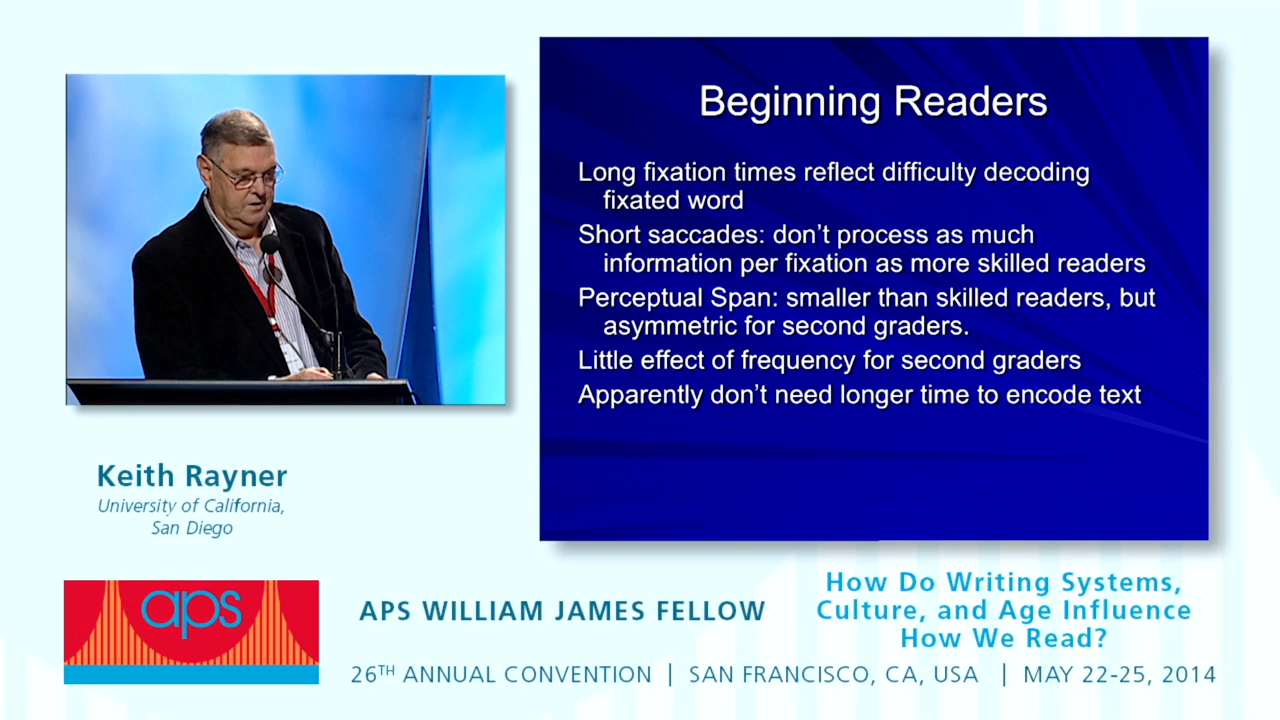 Beginning Readers
Long fixation times reflect difficulty decoding
fixated word
Short saccades: don't process as much
information per fixation as more skilled readers
Perceptual Span: smaller than skilled readers, but
asymmetric for second graders.
Little effect of frequency for second graders
Apparently don't need longer time to encode text
Keith Rayner
University of California,
San Diego
aps
APS WILLIAM JAMES FELLOW
How Do Writing Systems,
Culture, and Age Influence
How We Read?
26TH ANNUAL CONVENTION | SAN FRANCISCO, CA, USA | MAY 22-25, 2014